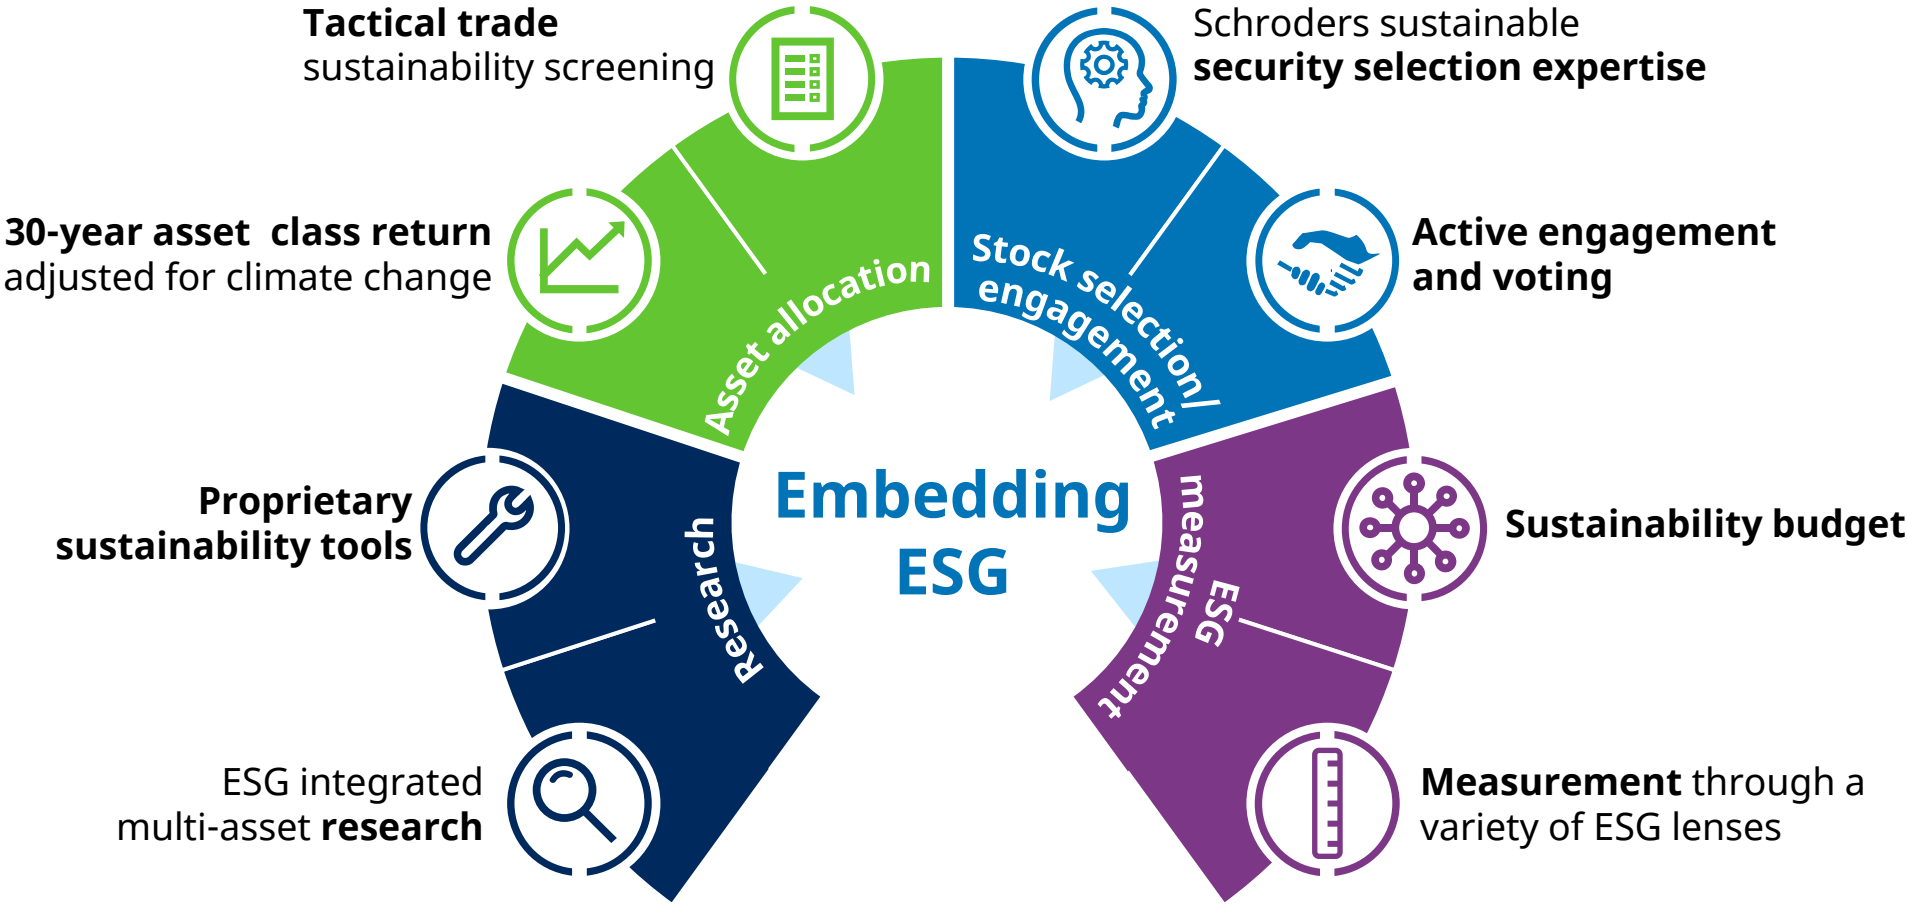 Tactical trade
sustainability screening
Schroders sustainable
security selection expertise
30-year asset  class return
adjusted for climate change
Active engagement
and voting
Asset allocation
Stock selection/
engagement
Proprietary
sustainability tools
Embedding
ESG
Sustainability budget
Research
ESG
measurement
ESG integrated
multi-asset research
Measurement through a
variety of ESG lenses